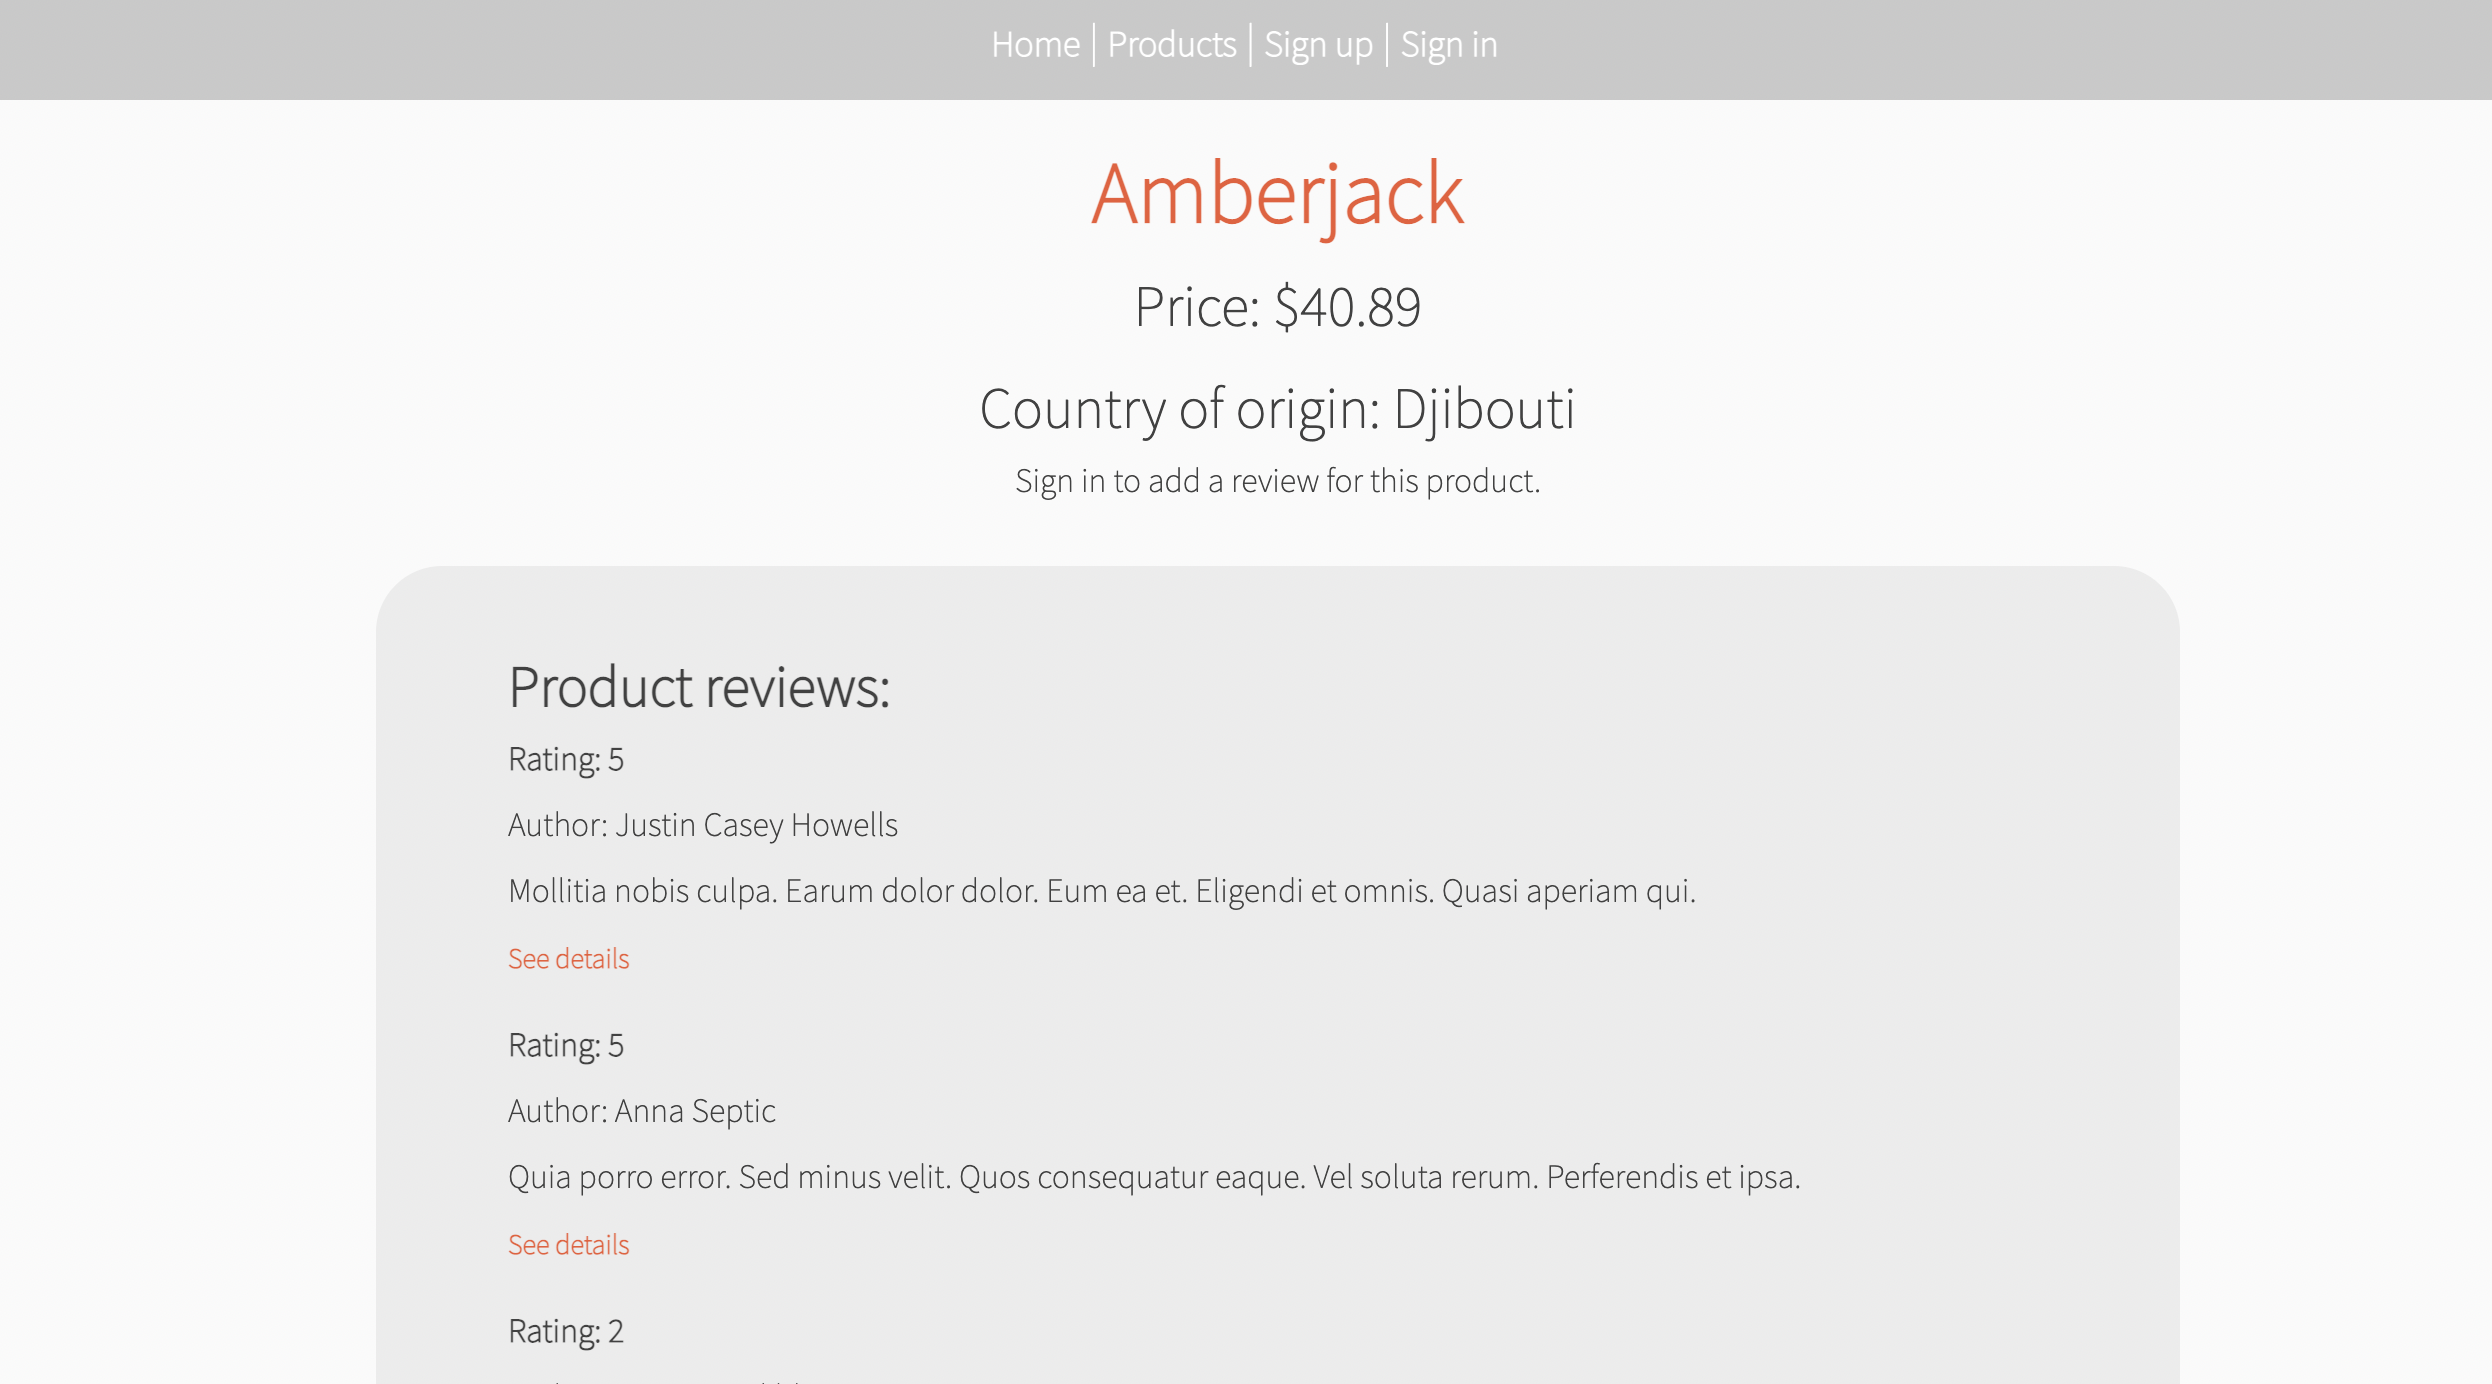 Home | Products | Sign up | Sign in
Amberjack
Price: $40.89
Country of origin: Djibouti
Sign in to add a review for this product.
Product reviews:
Rating: 5
Author: Justin Casey Howells
Mollitia nobis culpa. Earum dolor dolor. Eum ea et. Eligendi et omnis. Quasi aperiam qui.
See details
Rating: 5
Author: Anna Septic
Quia porro error. Sed minus velit. Quos consequatur eaque. Vel soluta rerum. Perferendis et ipsa.
See details
Rating: 2